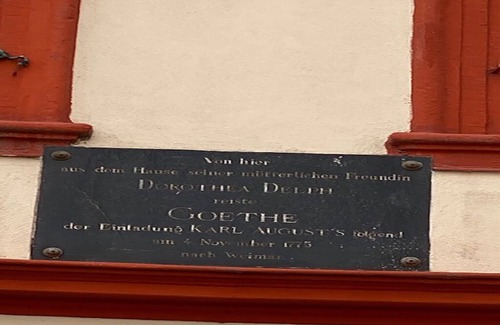 Von hier
aus dem Hause seiner mütterlichen Freundin
DOROTHEA DELPH
reiste
GOETHE
der Einladung KARL AUGUST'S folgend
am 4. November 1775
nach Weimar.